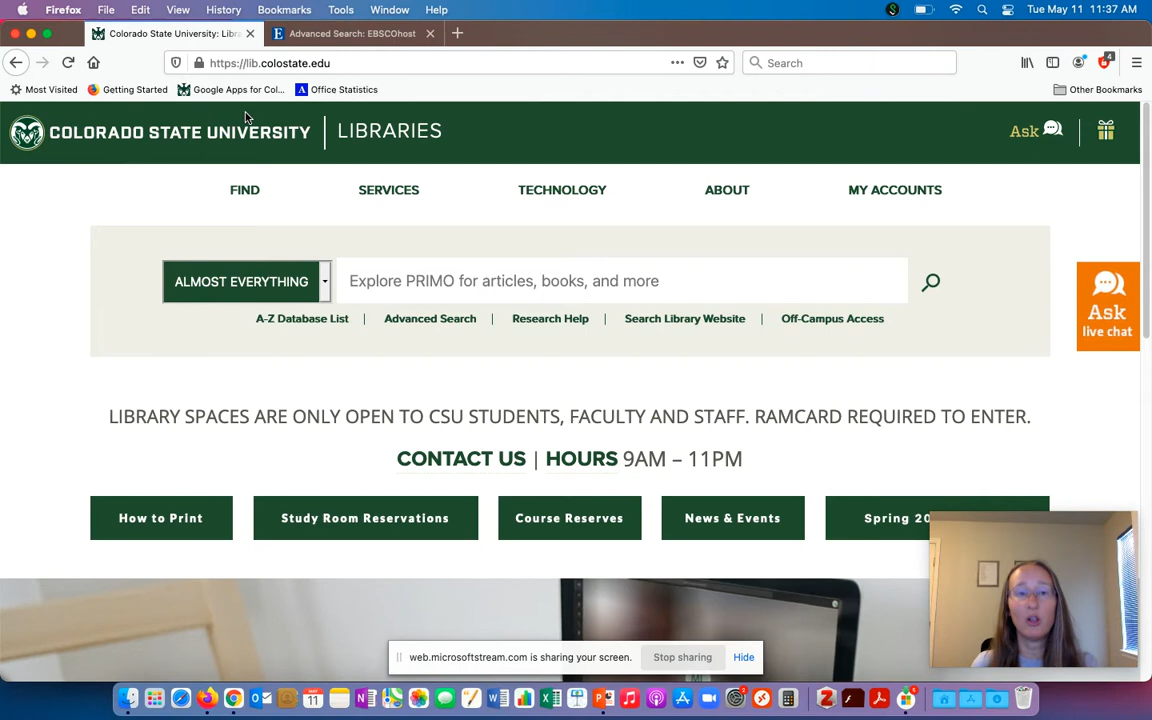 Firefox File Edit View History Bookmarks Tools Window Help Tue May 11 11:37 AM
Colorado State University: Libra Advanced Search: EBSCOhost
https://lib.colostate.edu Search 4
Most Visited Getting Started Google Apps for Col... Office Statistics Other Bookmarks
COLORADO STATE UNIVERSITY LIBRARIES Ask
FIND SERVICES TECHNOLOGY ABOUT MY ACCOUNTS
ALMOST EVERYTHING Explore PRIMO for articles, books, and more
A-Z Database List | Advanced Search | Research Help | Search Library Website | Off-Campus Access
Ask
live chat
LIBRARY SPACES ARE ONLY OPEN TO CSU STUDENTS, FACULTY AND STAFF. RAMCARD REQUIRED TO ENTER.
CONTACT US | HOURS 9AM – 11PM
How to Print Study Room Reservations Course Reserves News & Events Spring 20
web.microsoftstream.com is sharing your screen. Stop sharing Hide